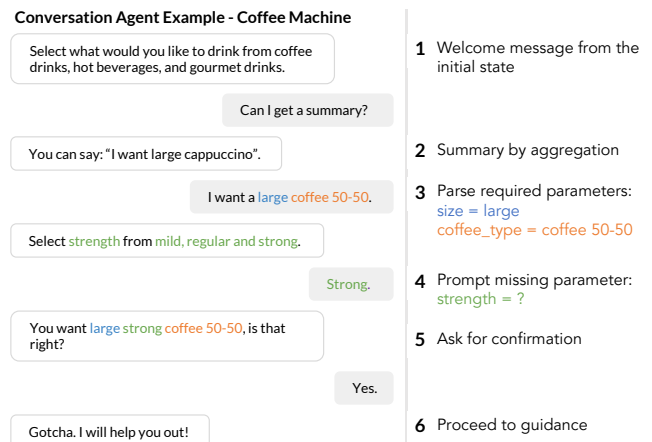 Conversation Agent Example - Coffee Machine
Select what would you like to drink from coffee
drinks, hot beverages, and gourmet drinks.
1 Welcome message from the
initial state
Can I get a summary?
You can say: “I want large cappuccino”.
2 Summary by aggregation
I want a large coffee 50-50.
3 Parse required parameters:
size = large
coffee_type = coffee 50-50
Select strength from mild, regular and strong.
Strong.
4 Prompt missing parameter:
strength = ?
You want large strong coffee 50-50, is that
right?
5 Ask for confirmation
Yes.
Gotcha. I will help you out!
6 Proceed to guidance